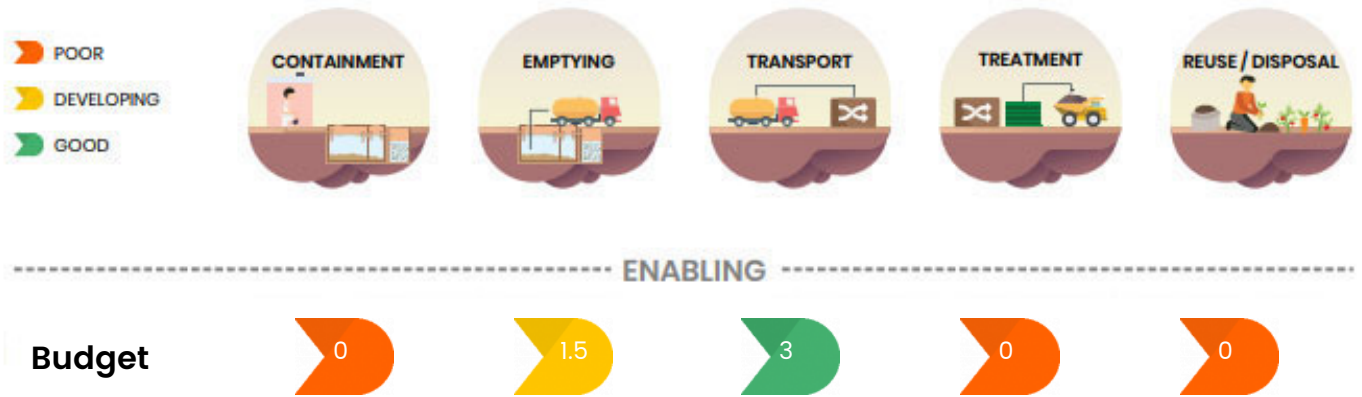 POOR
DEVELOPING
GOOD
CONTAINMENT
EMPTYING
TRANSPORT
TREATMENT
REUSE / DISPOSAL
ENABLING
Budget
0
1.5
3
0
0